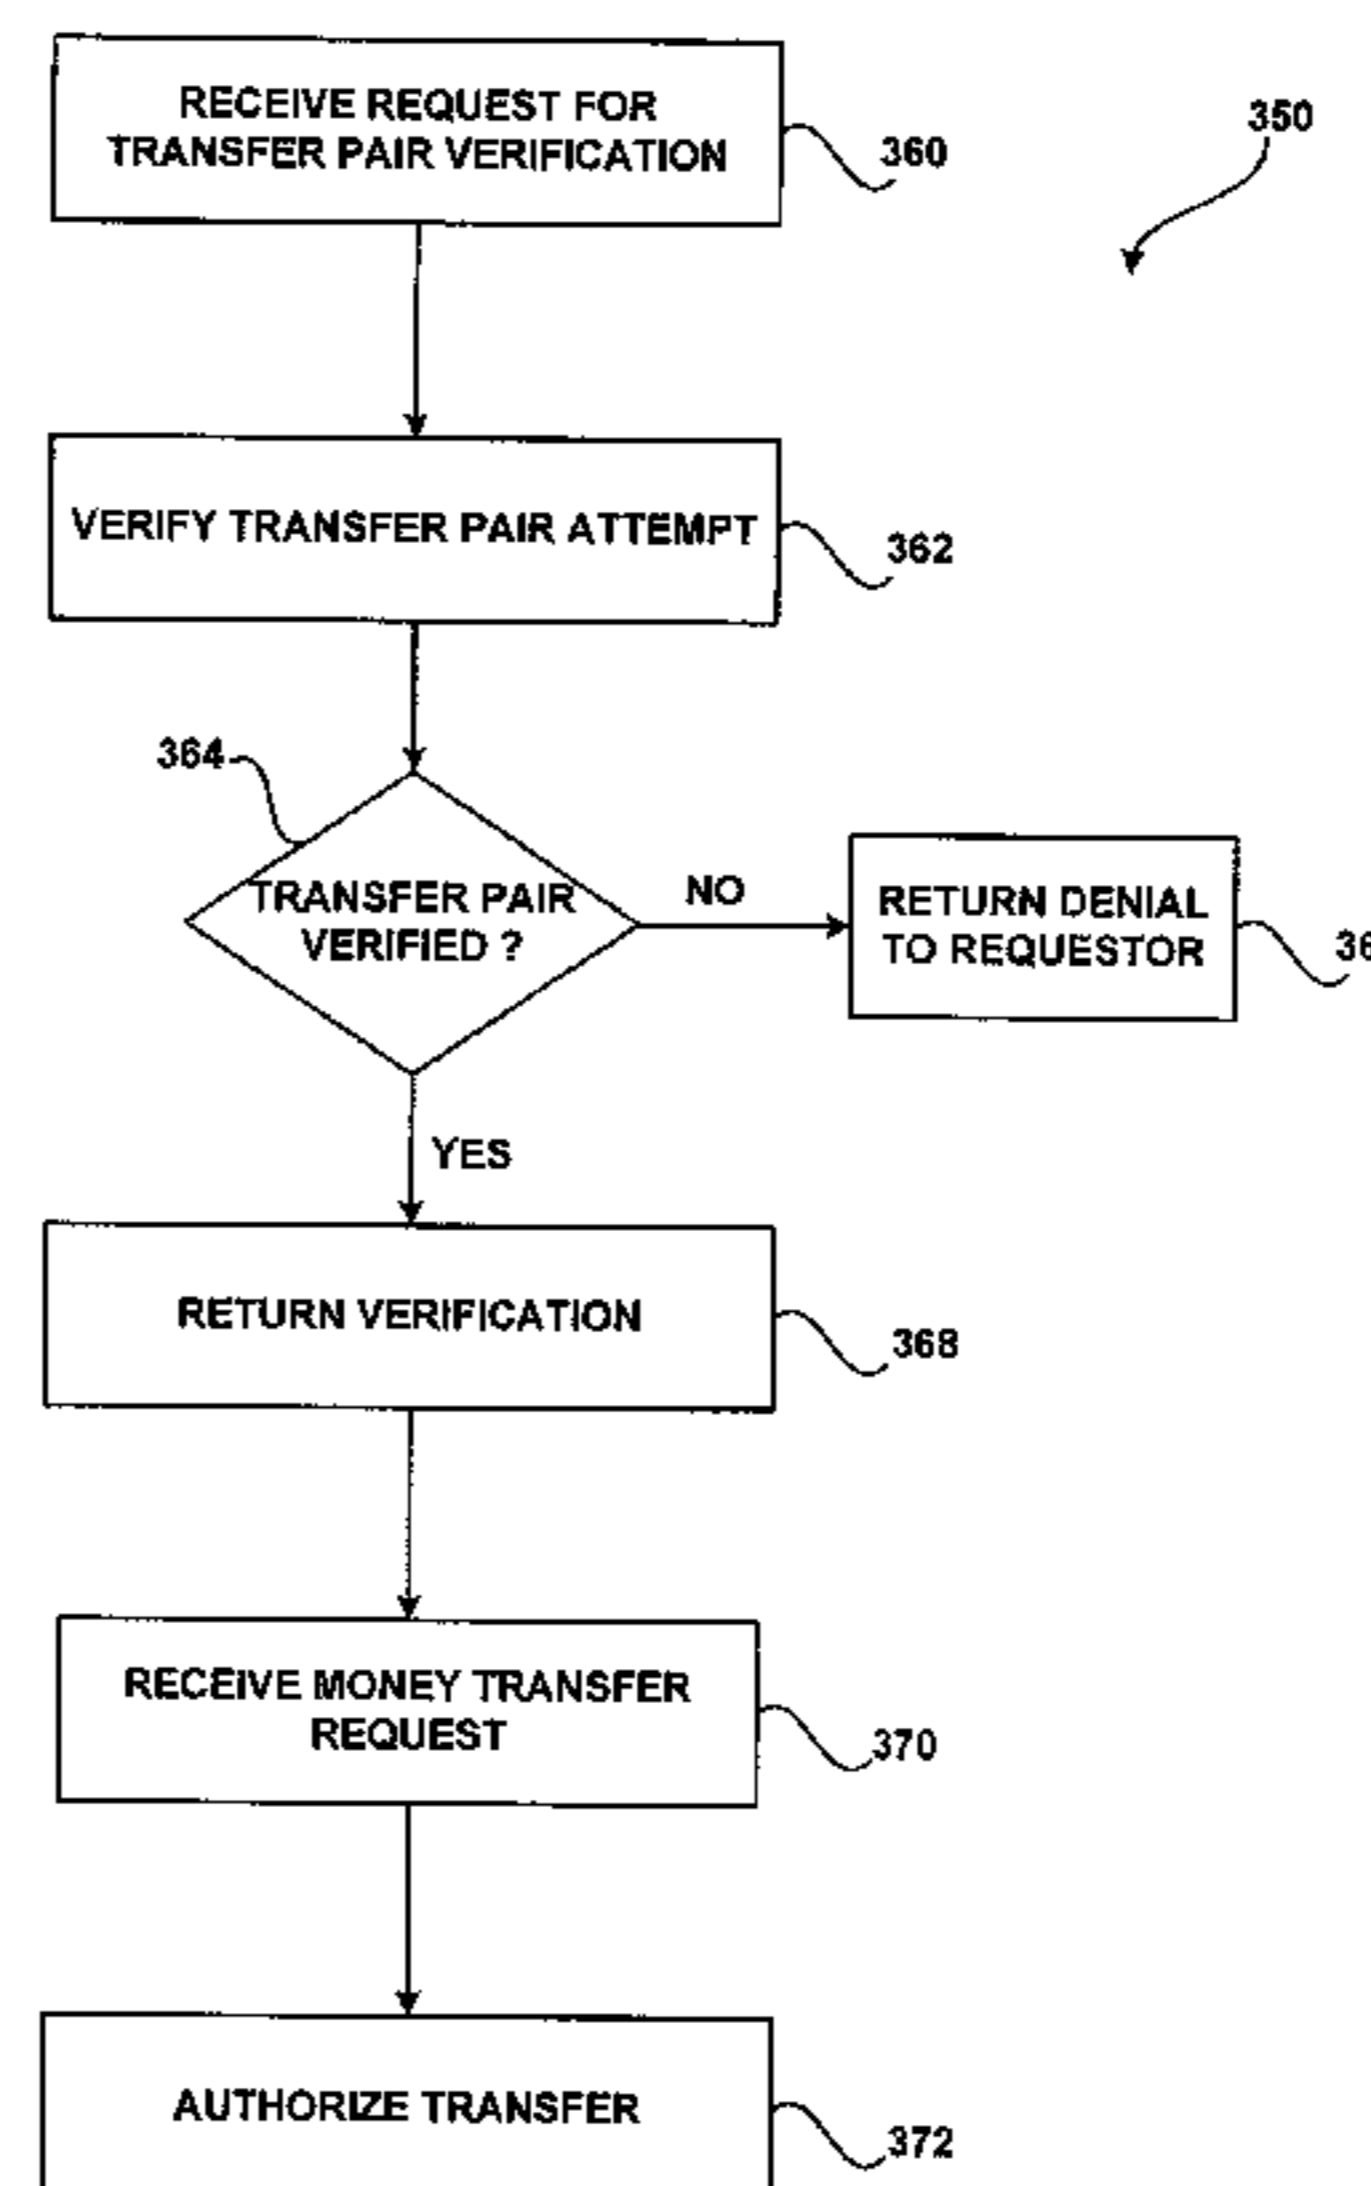 RECEIVE REQUEST FOR
TRANSFER PAIR VERIFICATION
360
350
VERIFY TRANSFER PAIR ATTEMPT
362
364
TRANSFER PAIR
VERIFIED ?
NO
RETURN DENIAL
TO REQUESTOR
YES
RETURN VERIFICATION
368
RECEIVE MONEY TRANSFER
REQUEST
370
AUTHORIZE TRANSFER
372